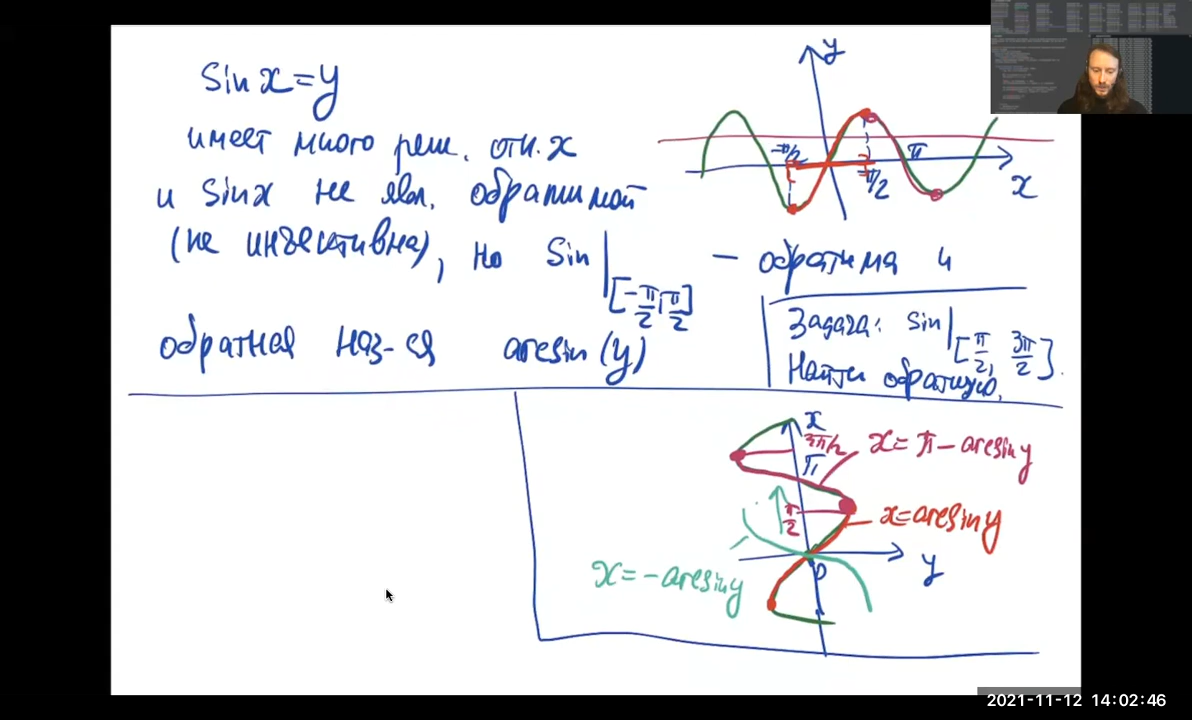 sin x = y
имеет много реш. отн. x
и sin x не явл. обратимой
(не инъективна), но sin|[-π/2, π/2] – обратима и
обратная наз-ся arcsin(y)
y
-π/2
π/2
π
x
Задача: sin|[π/2, 3π/2].
Найти обратную.
x
3π/2
π
x = π - arcsin y
π/2
x = arcsin y
0
y
x = -arcsin y
2021-11-12 14:02:46